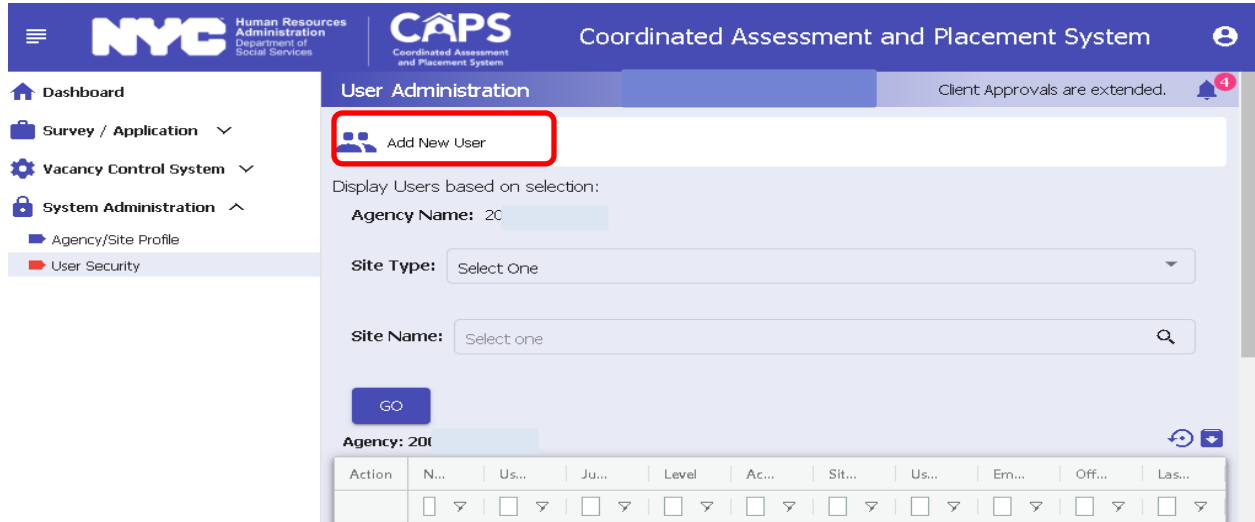 NYC
Human Resources
Administration
Department of
Social Services
CAPS
Coordinated Assessment
and Placement System
Coordinated Assessment and Placement System
Dashboard
Survey / Application
Vacancy Control System
System Administration
Agency/Site Profile
User Security
User Administration
Client Approvals are extended.
4
Add New User
Display Users based on selection:
Agency Name: 20
Site Type: Select One
Site Name: Select one
GO
Agency: 20
Action N... Us... Ju... Level Ac... Sit... Us... Em... Off... Las...